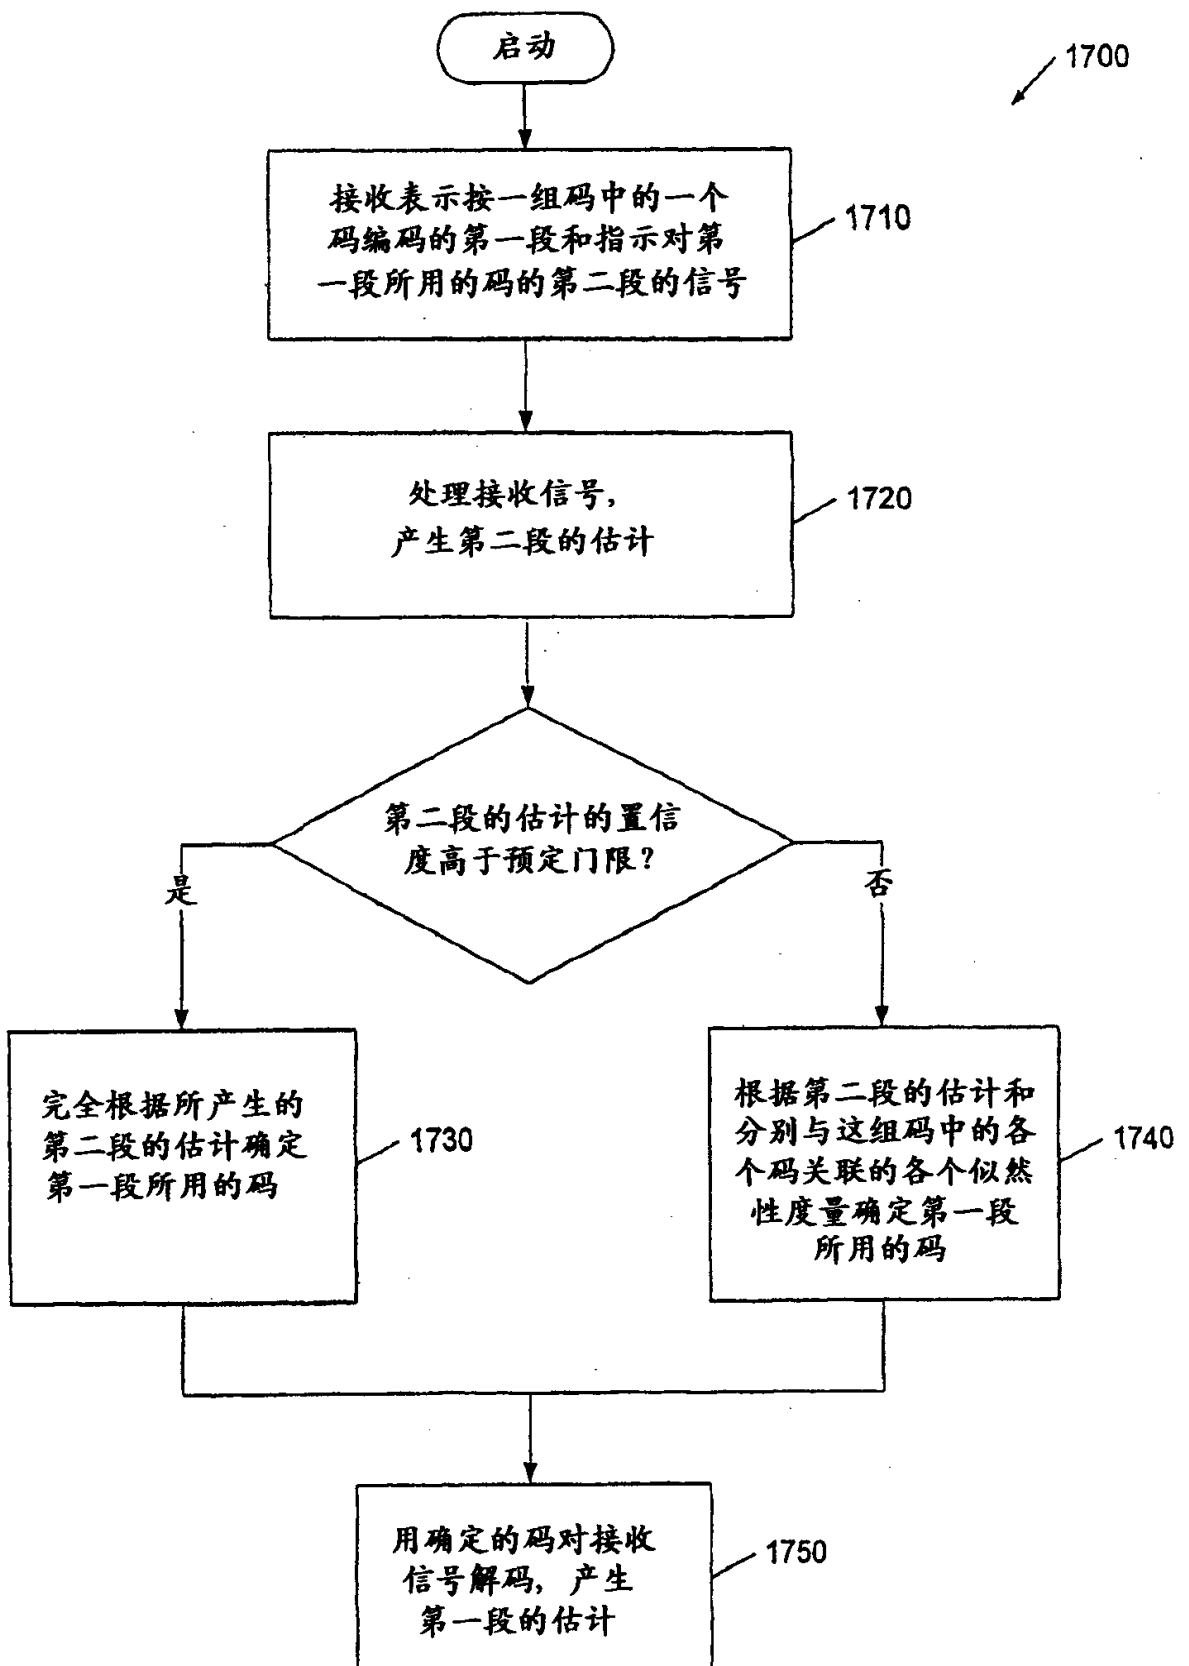 启动
1700
接收表示按一组码中的一个
码编码的第一段和指示对第
一段所用的码的第二段的信号
1710
处理接收信号,
产生第二段的估计
1720
第二段的估计的置信
度高于预定门限?
是
否
完全根据所产生的
第二段的估计确定
第一段所用的码
1730
根据第二段的估计和
分别与这组码中的各
个码关联的各个似然
性度量确定第一段
所用的码
1740
用确定的码对接收
信号解码, 产生
第一段的估计
1750